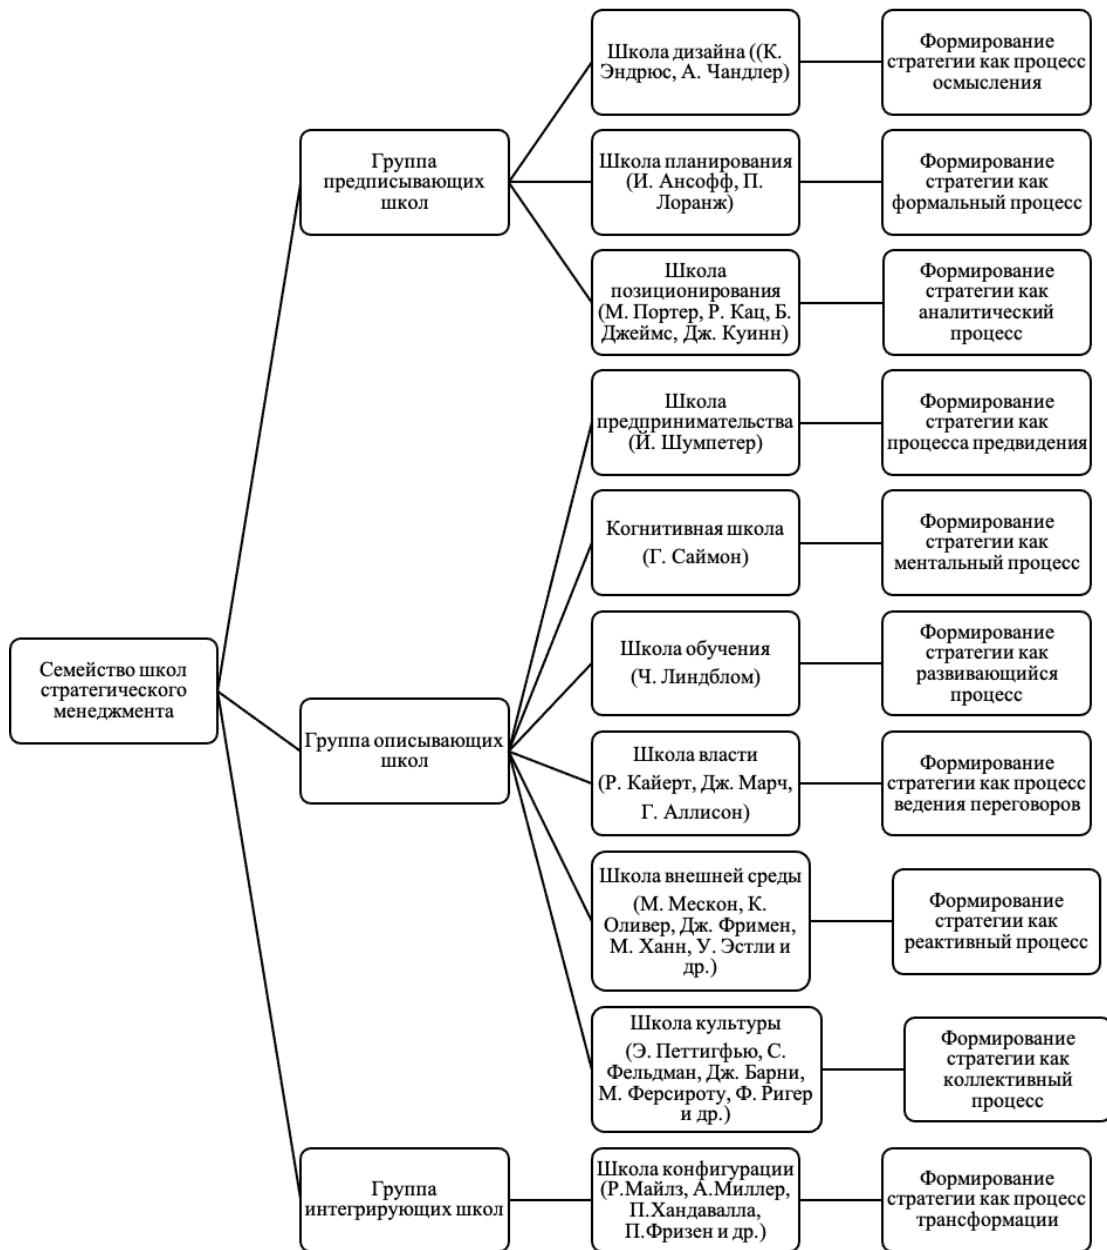 Семейство школ
стратегического
менеджмента
Группа
предписывающих
школ
Школа дизайна ((К.
Эндрюс, А. Чандлер)
Формирование
стратегии как процесс
осмысления
Школа планирования
(И. Ансофф, П.
Лоранж)
Формирование
стратегии как
формальный процесс
Школа
позиционирования
(М. Портер, Р. Кац, Б.
Джеймс, Дж. Куинн)
Формирование
стратегии как
аналитический
процесс
Группа описывающих
школ
Школа
предпринимательства
(Й. Шумпетер)
Формирование
стратегии как
процесса предвидения
Когнитивная школа
(Г. Саймон)
Формирование
стратегии как
ментальный процесс
Школа обучения
(Ч. Линдблом)
Формирование
стратегии как
развивающийся
процесс
Школа власти
(Р. Кайерт, Дж. Марч,
Г. Аллисон)
Формирование
стратегии как процесс
ведения переговоров
Школа внешней среды
(М. Мескон, К.
Оливер, Дж. Фримен,
М. Ханн, У. Эстли и
др.)
Формирование
стратегии как
реактивный процесс
Школа культуры
(Э. Петтигфью, С.
Фельдман, Дж. Барни,
М. Ферсироту, Ф. Ригер
и др.)
Формирование
стратегии как
коллективный
процесс
Группа
интегрирующих школ
Школа конфигурации
(Р.Майлз, А.Миллер,
П.Хандавалла,
П.Фризен и др.)
Формирование
стратегии как процесс
трансформации